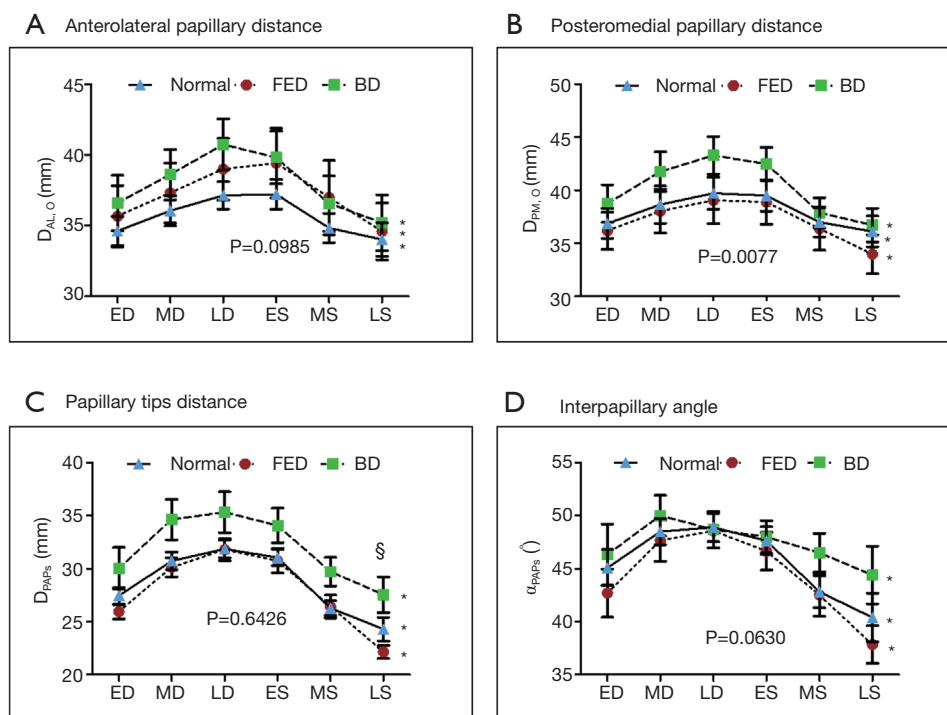 A Anterolateral papillary distance
Normal FED BD
45
40
35
30
D_AL, O (mm)
P=0.0985
*
*
*
ED MD LD ES MS LS
B Posteromedial papillary distance
Normal FED BD
50
45
40
35
30
D_PM, O (mm)
P=0.0077
*
*
*
ED MD LD ES MS LS
C Papillary tips distance
Normal FED BD
40
35
30
25
20
D_PAPs (mm)
P=0.6426
§
*
*
*
ED MD LD ES MS LS
D Interpapillary angle
Normal FED BD
55
50
45
40
35
α_PAPs (°)
P=0.0630
*
*
*
ED MD LD ES MS LS